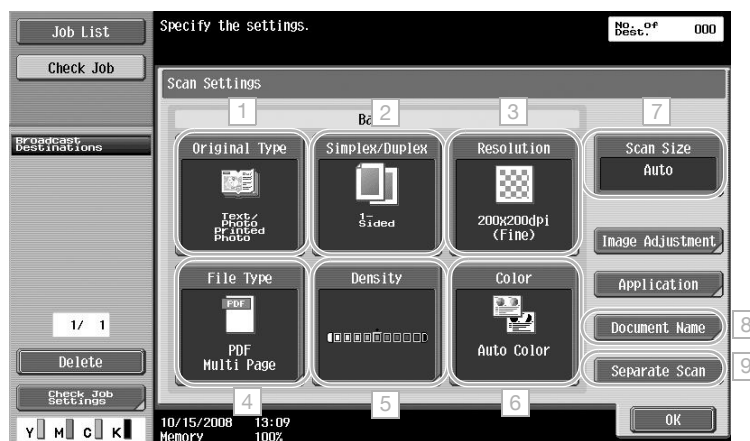 Job List
Check Job
Specify the settings.
No. of
Dest.
000
Scan Settings
1
2
3
7
Ba
Broadcast
Destinations
Original Type
Text/
Photo
Printed
Photo
Simplex/Duplex
1-
Sided
Resolution
200x200dpi
(Fine)
Scan Size
Auto
Image Adjustment
File Type
PDF
PDF
Multi Page
Density
Color
Auto Color
Application
Document Name
8
Separate Scan
9
1/ 1
Delete
Check Job
Settings
4
5
6
OK
Y M C K
10/15/2008 13:09
Memory 100%